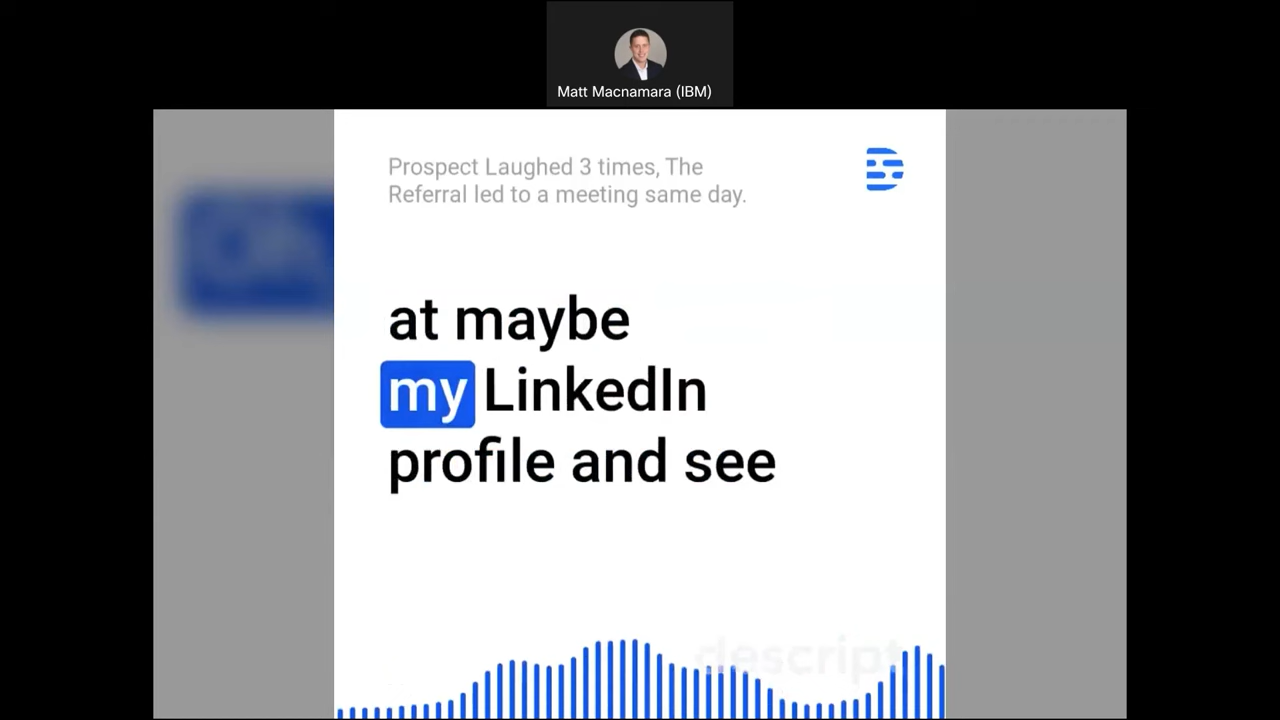 Matt Macnamara (IBM)
Prospect Laughed 3 times, The
Referral led to a meeting same day.
at maybe
my LinkedIn
profile and see
descript